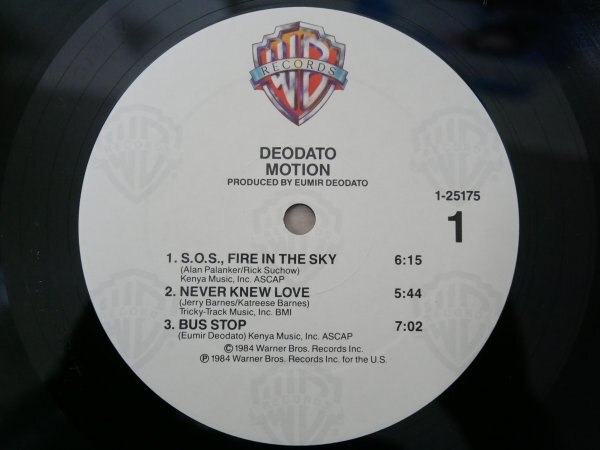 WB
RECORDS
DEODATO
MOTION
PRODUCED BY EUMIR DEODATO
1-25175
1
1. S.O.S., FIRE IN THE SKY 6:15
(Alan Palanker/Rick Suchow)
Kenya Music, Inc. ASCAP
2. NEVER KNEW LOVE 5:44
(Jerry Barnes/Katreese Barnes)
Tricky-Track Music, Inc. BMI
3. BUS STOP 7:02
(Eumir Deodato) Kenya Music, Inc. ASCAP
© 1984 Warner Bros. Records Inc.
℗ 1984 Warner Bros. Records Inc. for the U.S.